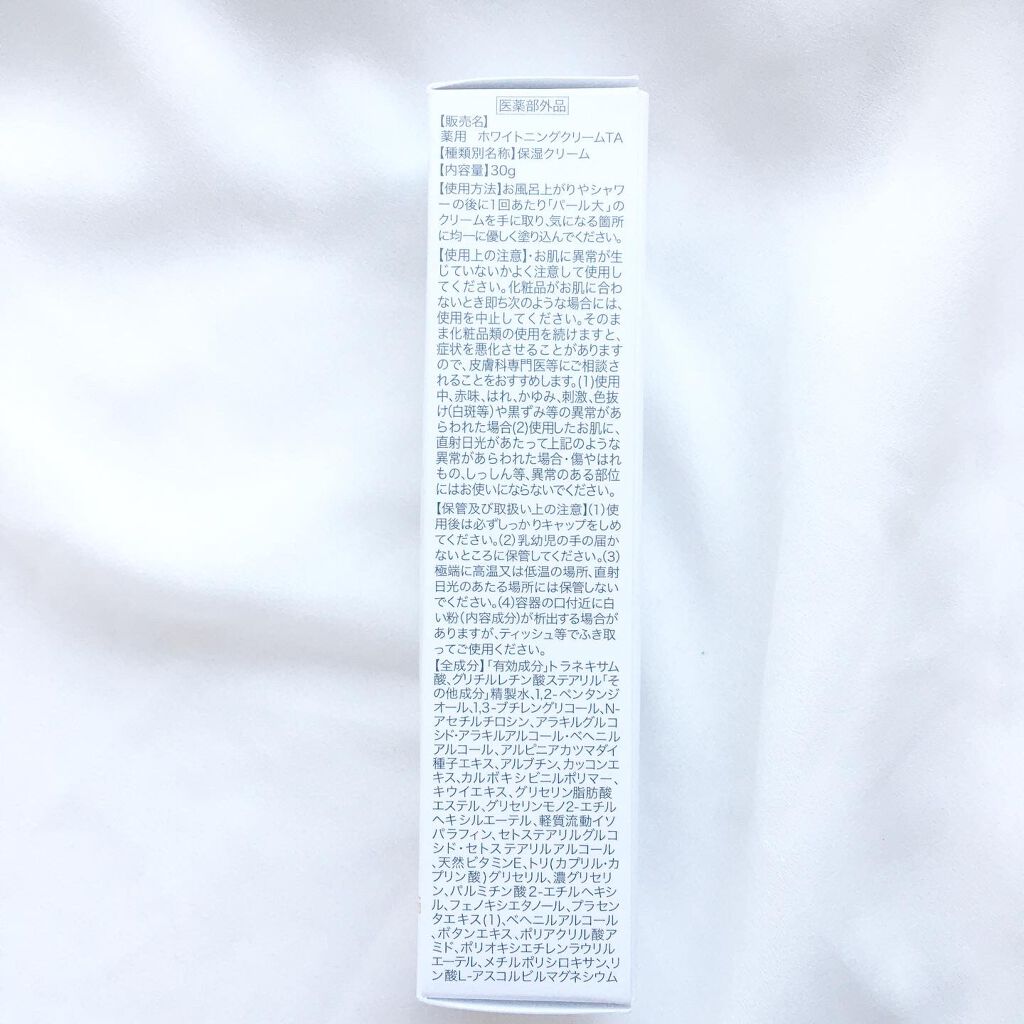 医薬部外品
【販売名】
薬用 ホワイトニングクリームTA
【種類別名称】保湿クリーム
【内容量】30g
【使用方法】お風呂上がりやシャワ
ーの後に1回あたり「パール大」の
クリームを手に取り、気になる箇所
に均一に優しく塗り込んでください。
【使用上の注意】・お肌に異常が生
じていないかよく注意して使用し
てください。化粧品がお肌に合わ
ないとき即ち次のような場合には、
使用を中止してください。そのま
ま化粧品類の使用を続けますと、
症状を悪化させることがあります
ので、皮膚科専門医等にご相談さ
れることをおすすめします。(1)使用
中、赤味、はれ、かゆみ、刺激、色抜
け(白斑等)や黒ずみ等の異常があ
らわれた場合(2)使用したお肌に、
直射日光があたって上記のような
異常があらわれた場合・傷やはれ
もの、しっしん等、異常のある部位
にはお使いにならないでください。
【保管及び取扱い上の注意】(1)使
用後は必ずしっかりキャップをしめ
てください。(2)乳幼児の手の届か
ないところに保管してください。(3)
極端に高温又は低温の場所、直射
日光のあたる場所には保管しない
でください。(4)容器の口付近に白
い粉(内容成分)が析出する場合が
ありますが、ティッシュ等でふき取
ってご使用ください。
【全成分】「有効成分」トラネキサム
酸、グリチルレチン酸ステアリル「そ
の他成分」精製水、1,2-ペンタンジ
オール、1,3-ブチレングリコール、N-
アセチルチロシン、アラキルグルコ
シド・アラキルアルコール・ベヘニル
アルコール、アルピニアカツマダイ
種子エキス、アルブチン、カッコンエ
キス、カルボキシビニルポリマー、
キウイエキス、グリセリン脂肪酸
エステル、グリセリンモノ2-エチル
ヘキシルエーテル、軽質流動イソ
パラフィン、セトステアリルグルコ
シド・セトステアリルアルコール
、天然ビタミンE、トリ(カプリル・カ
プリン酸)グリセリル、濃グリセリ
ン、パルミチン酸2-エチルヘキシ
ル、フェノキシエタノール、プラセン
タエキス(1)、ベヘニルアルコール
、ボタンエキス、ポリアクリル酸ア
ミド、ポリオキシエチレンラウリル
エーテル、メチルポリシロキサン、リ
ン酸L-アスコルビルマグネシウム